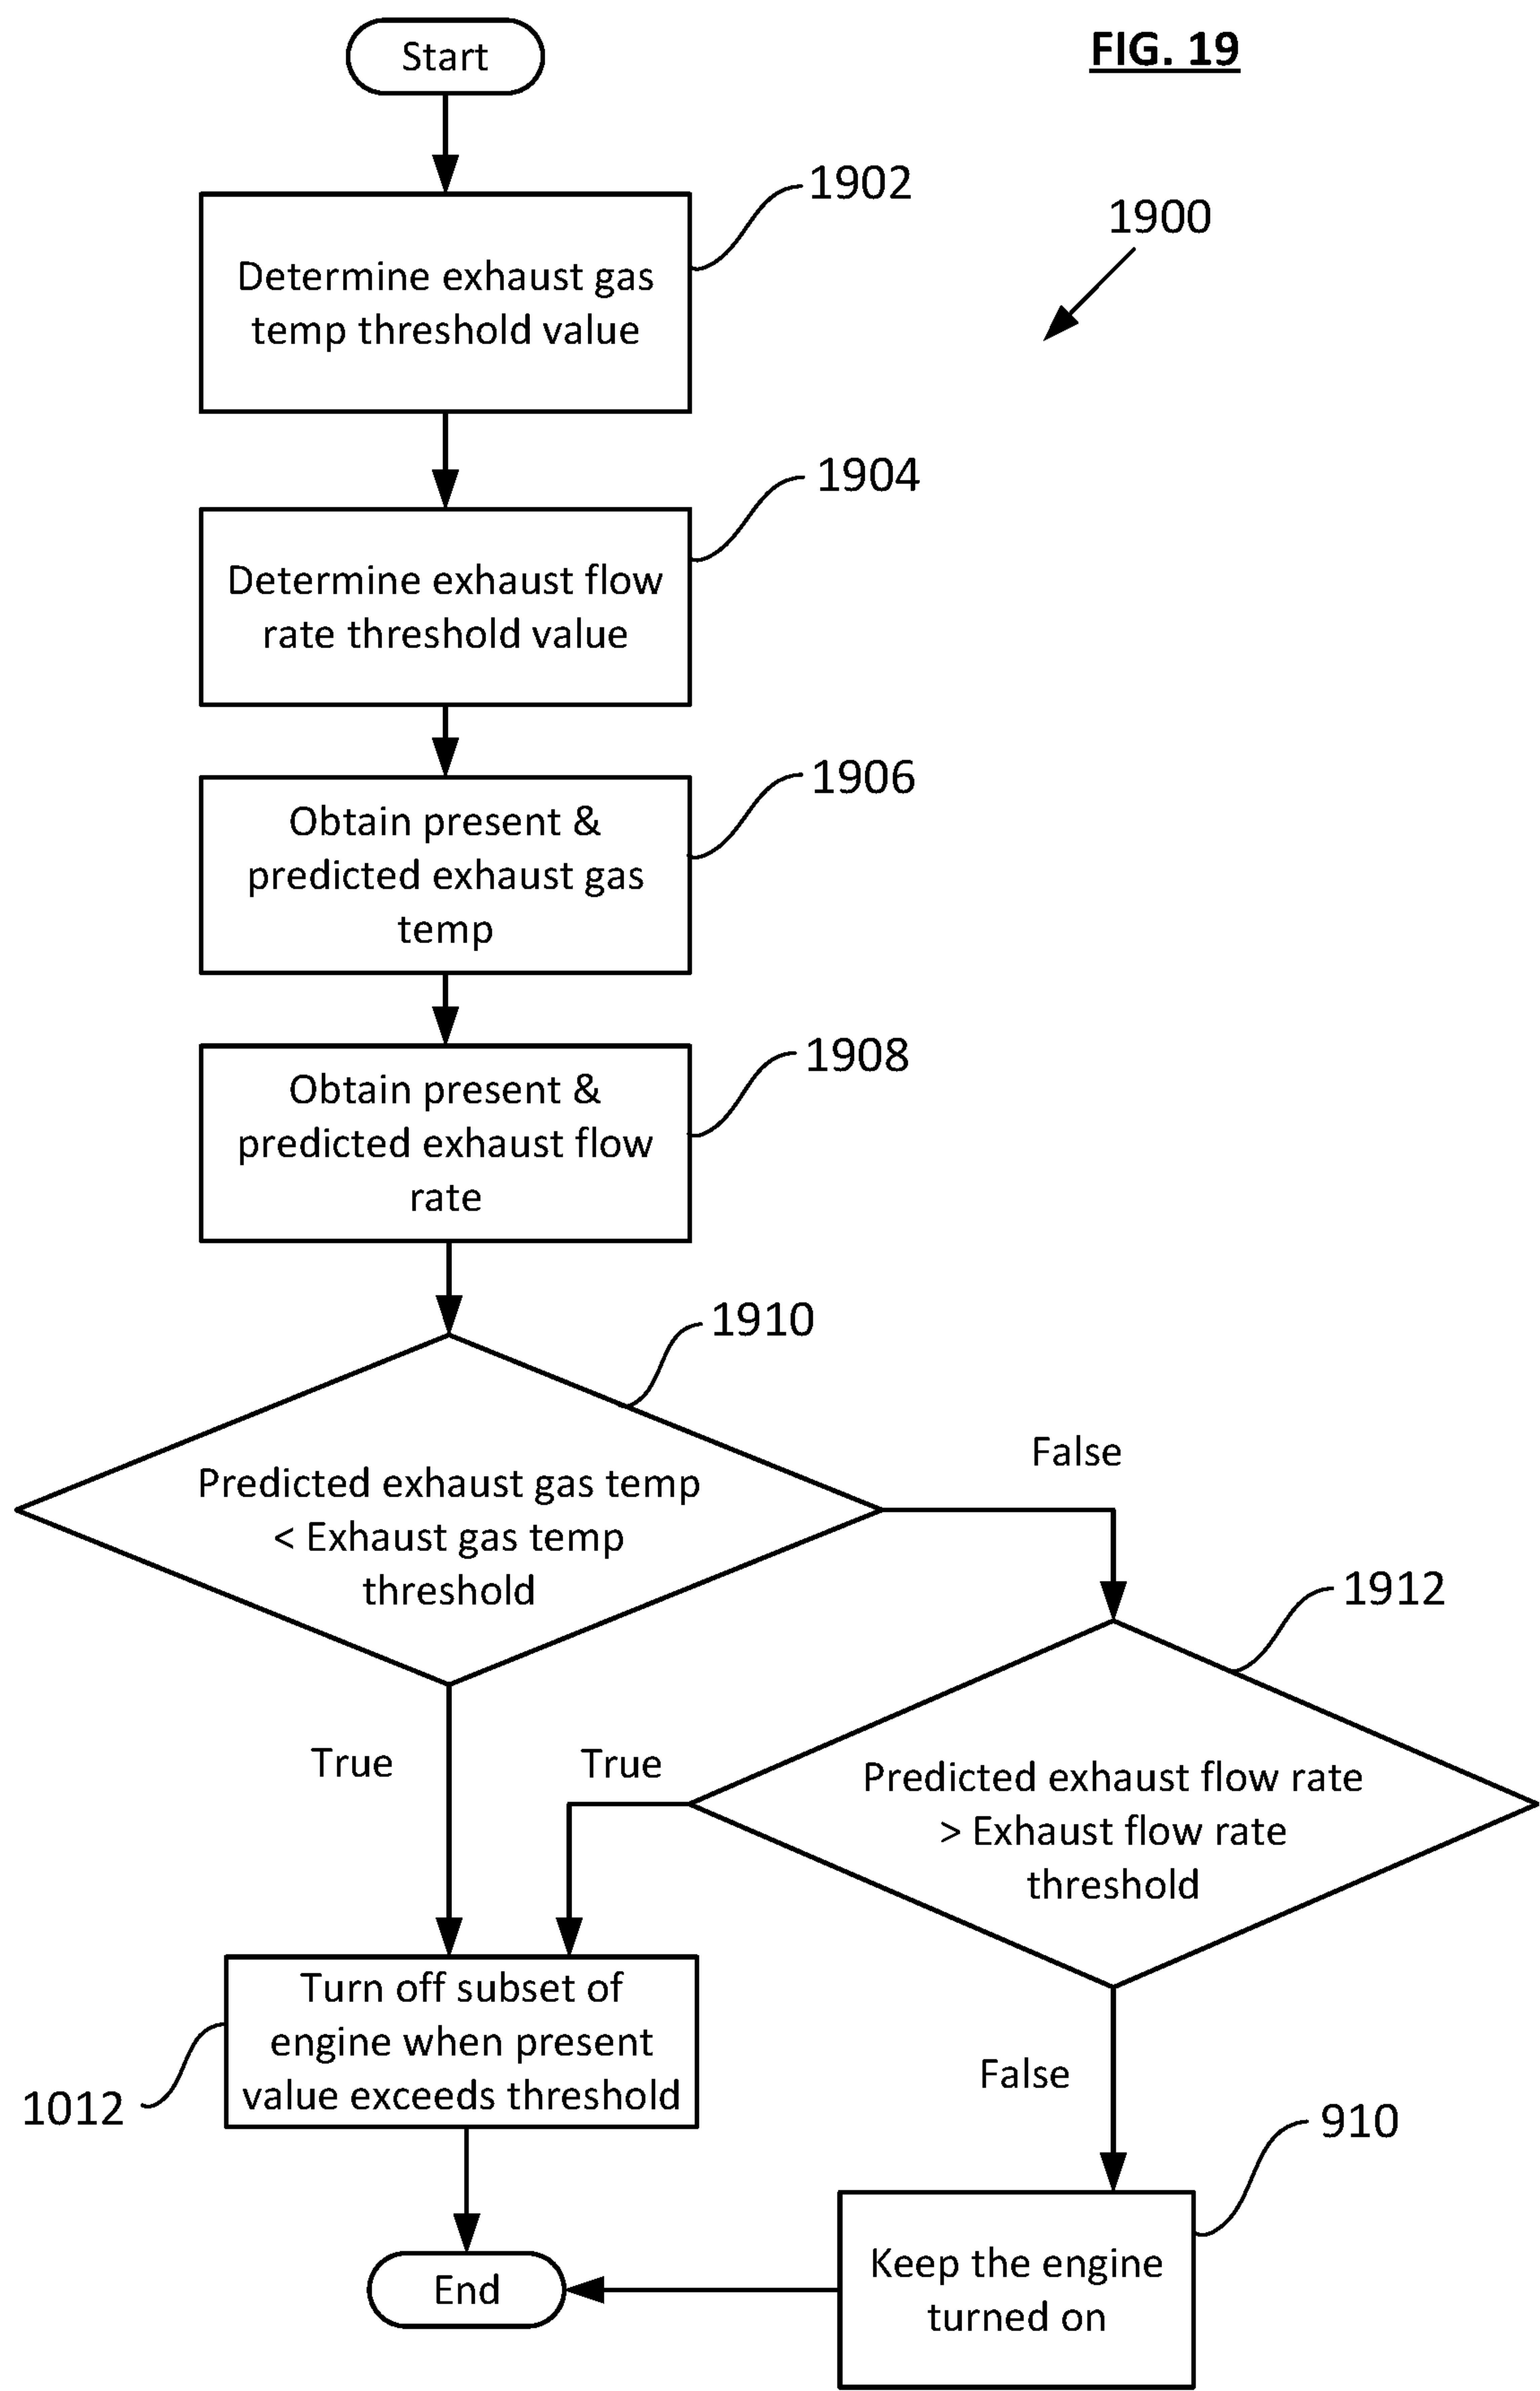 Start
FIG. 19
1902
1900
Determine exhaust gas
temp threshold value
1904
Determine exhaust flow
rate threshold value
1906
Obtain present &
predicted exhaust gas
temp
1908
Obtain present &
predicted exhaust flow
rate
1910
False
Predicted exhaust gas temp
< Exhaust gas temp
threshold
1912
True
True
Predicted exhaust flow rate
> Exhaust flow rate
threshold
Turn off subset of
engine when present
value exceeds threshold
1012
False
910
Keep the engine
turned on
End